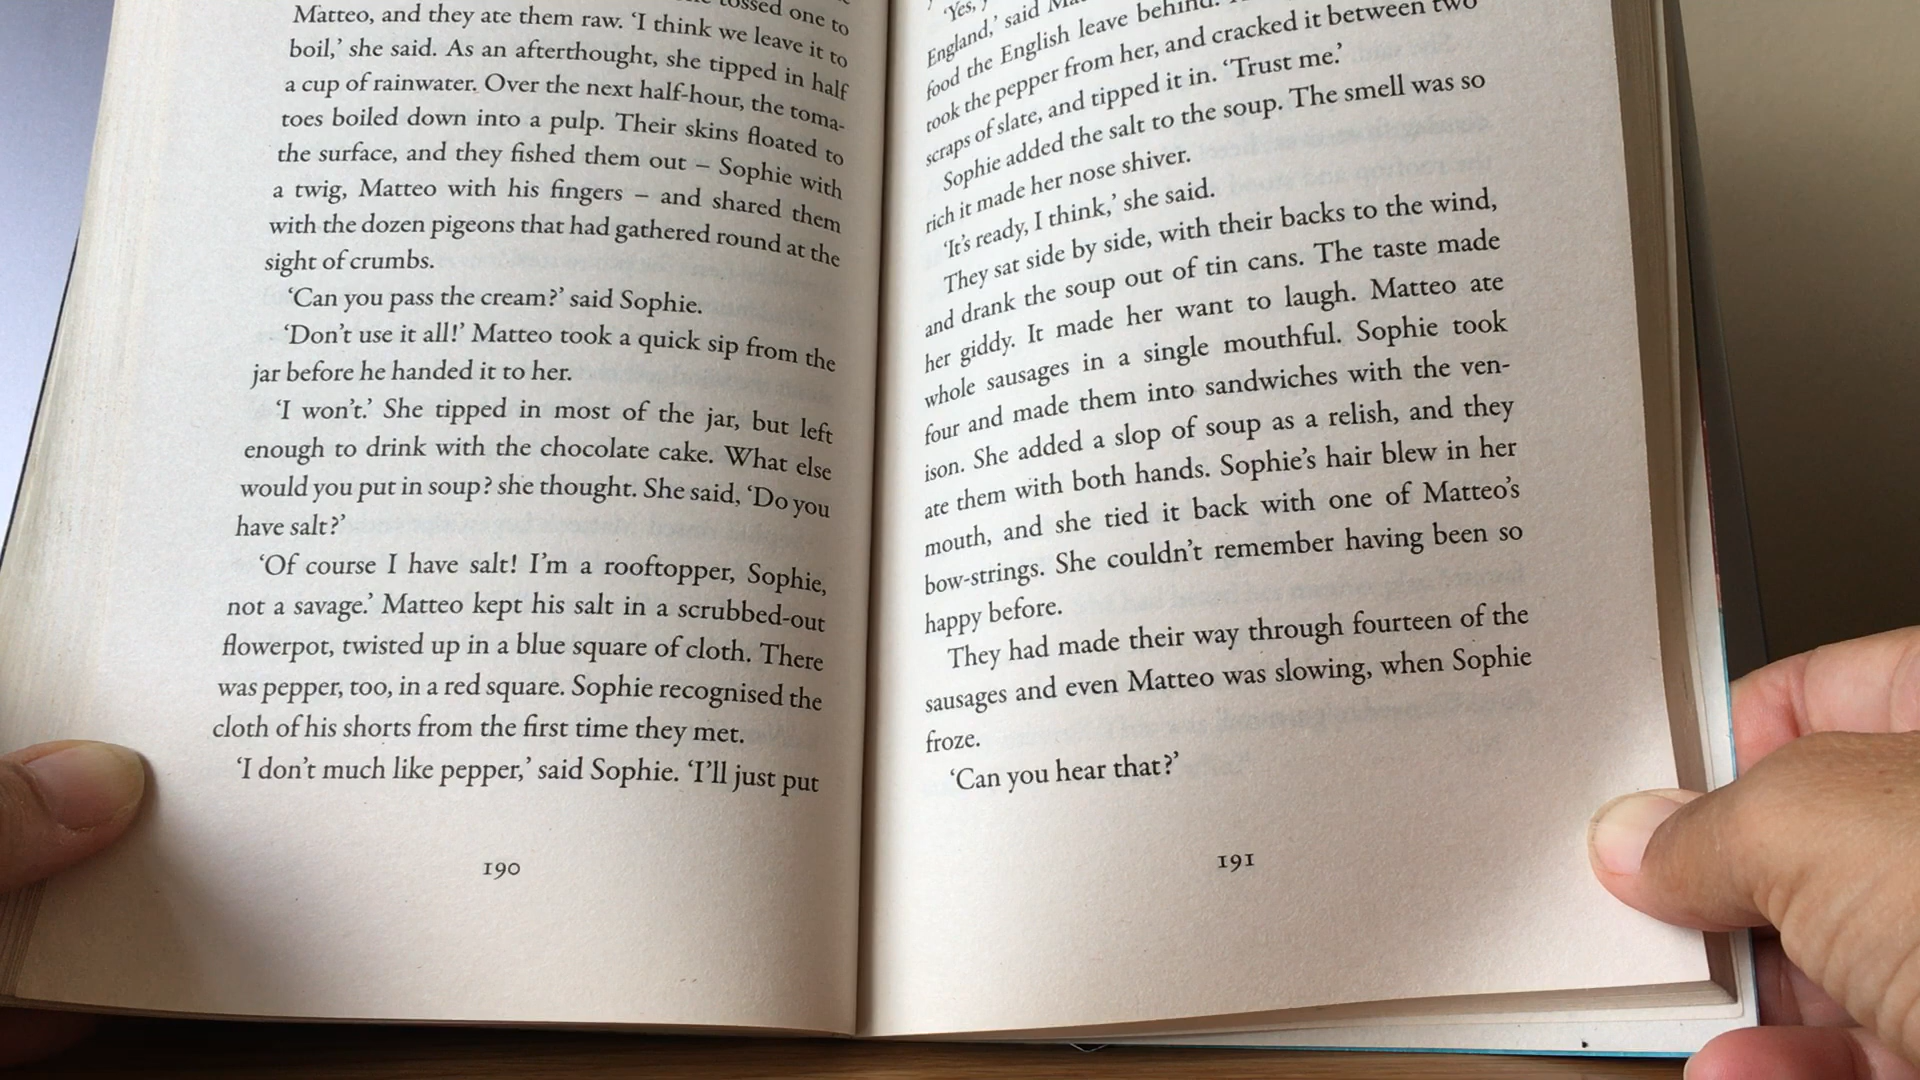 tossed one to
Matteo, and they ate them raw. ‘I think we leave it to
boil,’ she said. As an afterthought, she tipped in half
a cup of rainwater. Over the next half-hour, the toma-
toes boiled down into a pulp. Their skins floated to
the surface, and they fished them out – Sophie with
a twig, Matteo with his fingers – and shared them
with the dozen pigeons that had gathered round at the
sight of crumbs.
‘Can you pass the cream?’ said Sophie.
‘Don’t use it all!’ Matteo took a quick sip from the
jar before he handed it to her.
‘I won’t.’ She tipped in most of the jar, but left
enough to drink with the chocolate cake. What else
would you put in soup? she thought. She said, ‘Do you
have salt?’
‘Of course I have salt! I’m a rooftopper, Sophie,
not a savage.’ Matteo kept his salt in a scrubbed-out
flowerpot, twisted up in a blue square of cloth. There
was pepper, too, in a red square. Sophie recognised the
cloth of his shorts from the first time they met.
‘I don’t much like pepper,’ said Sophie. ‘I’ll just put
190
‘Yes,
England,’ said
food the English leave behind.
took the pepper from her, and cracked it between two
scraps of slate, and tipped it in. ‘Trust me.’
Sophie added the salt to the soup. The smell was so
rich it made her nose shiver.
‘It’s ready, I think,’ she said.
They sat side by side, with their backs to the wind,
and drank the soup out of tin cans. The taste made
her giddy. It made her want to laugh. Matteo ate
whole sausages in a single mouthful. Sophie took
four and made them into sandwiches with the ven-
ison. She added a slop of soup as a relish, and they
ate them with both hands. Sophie’s hair blew in her
mouth, and she tied it back with one of Matteo’s
bow-strings. She couldn’t remember having been so
happy before.
They had made their way through fourteen of the
sausages and even Matteo was slowing, when Sophie
froze.
‘Can you hear that?’
191